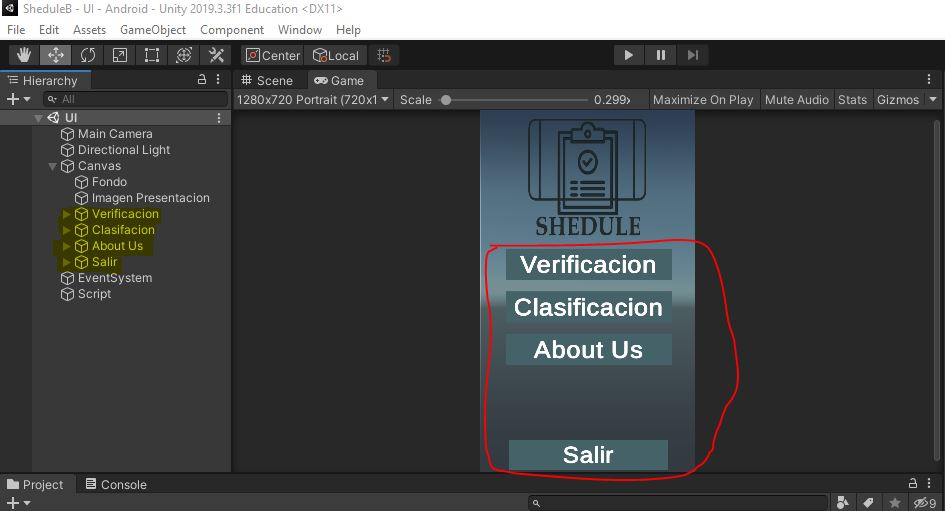 SheduleB - UI - Android - Unity 2019.3.3f1 Education <DX11>
File Edit Assets GameObject Component Window Help
Center Local
Hierarchy Scene Game
All 1280x720 Portrait (720x1 Scale 0.299x Maximize On Play Mute Audio Stats Gizmos
UI
Main Camera
Directional Light
Canvas
Fondo
Imagen Presentacion
Verificacion
Clasifacion
About Us
Salir
EventSystem
Script
SHEDULE
Verificacion
Clasificacion
About Us
Salir
Project Console
9